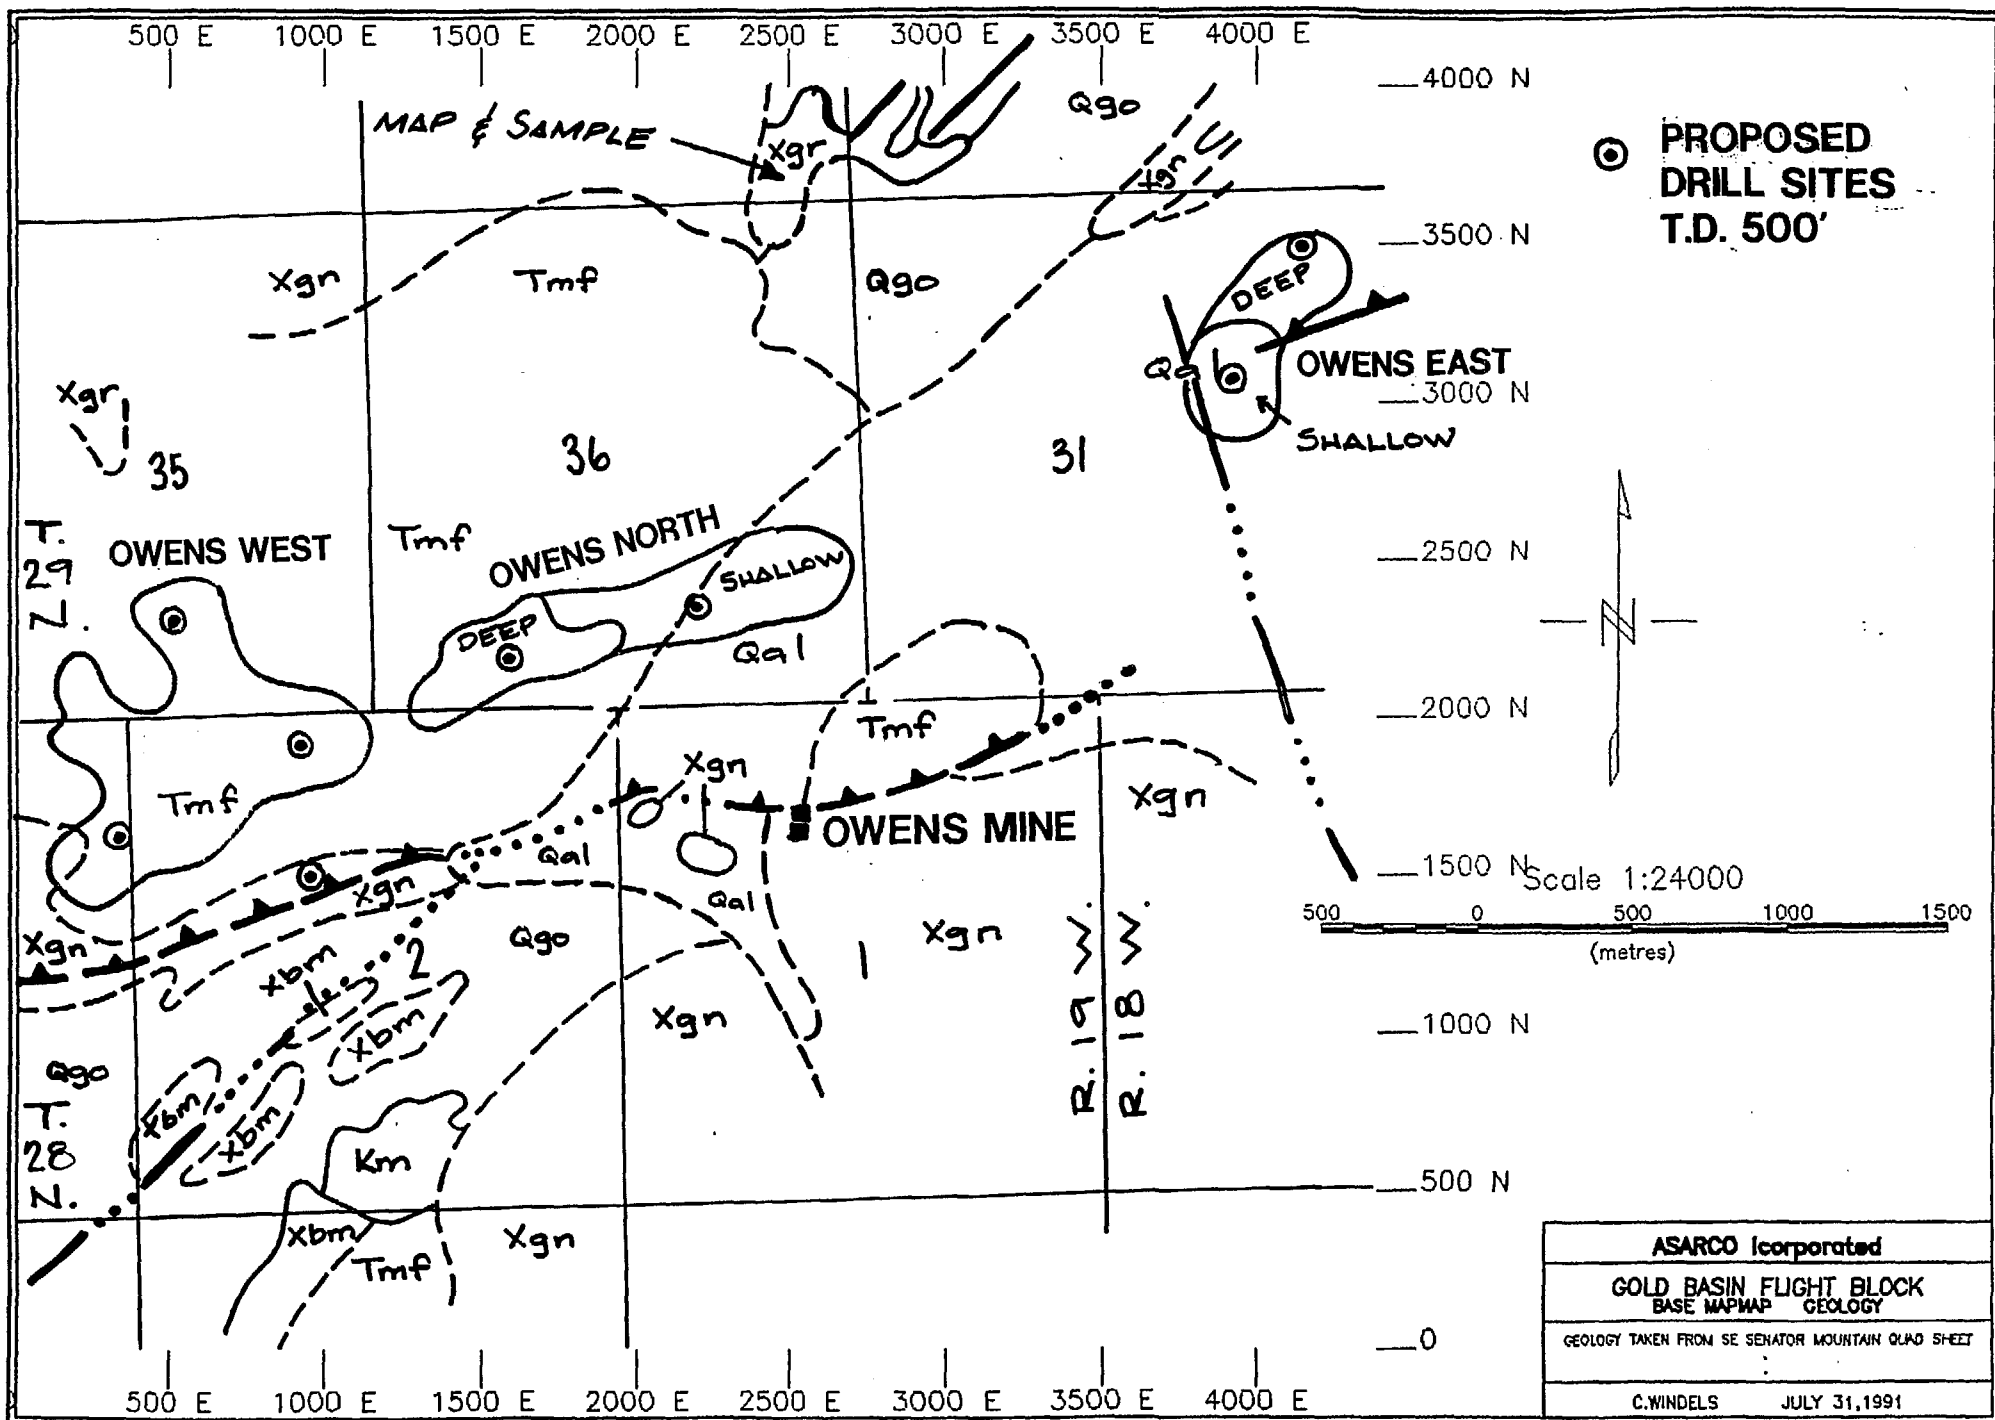 500 E 1000 E 1500 E 2000 E 2500 E 3000 E 3500 E 4000 E
4000 N
Qgo
MAP & SAMPLE
Xgr
Xgn
PROPOSED
DRILL SITES
T.D. 500'
3500 N
Xgn
Tmf
Qgo
DEEP
OWENS EAST
3000 N
SHALLOW
Xgr
35
36
31
T.
29
N.
OWENS WEST
Tmf
OWENS NORTH
SHALLOW
DEEP
Qal
2500 N
N
2000 N
Tmf
Xgn
Tmf
Xgn
OWENS MINE
Qal
1500 N
Scale 1:24000
500 0 500 1000 1500
(metres)
Xgn
Qal
R. 19 W.
R. 18 W.
Xgn
Qgo
Xgn
2
Xbm
Xgn
Xbm
1000 N
Qgo
T.
28
N.
Xbm
Xbm
Km
500 N
Xbm
Tmf
Xgn
0
500 E 1000 E 1500 E 2000 E 2500 E 3000 E 3500 E 4000 E
ASARCO Icorporated
GOLD BASIN FLIGHT BLOCK
BASE MAPMAP GEOLOGY
GEOLOGY TAKEN FROM SE SENATOR MOUNTAIN QUAD SHEET
C.WINDELS JULY 31,1991